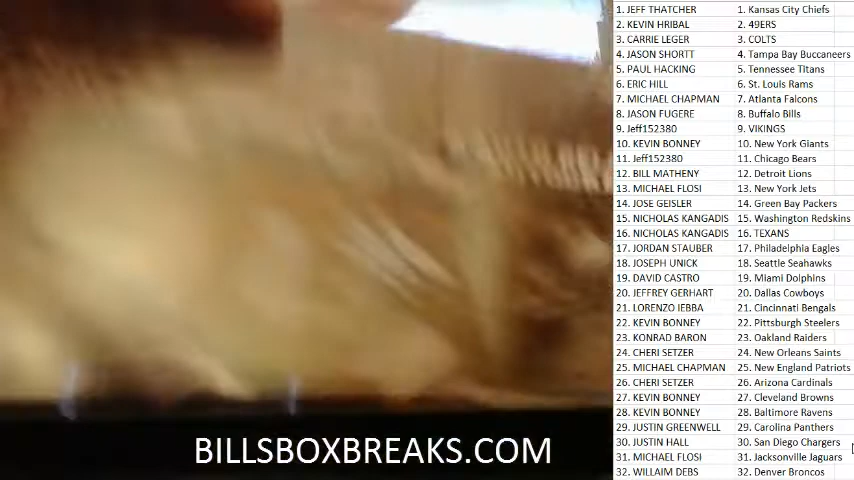 1. JEFF THATCHER 1. Kansas City Chiefs
2. KEVIN HRIBAL 2. 49ERS
3. CARRIE LEGER 3. COLTS
4. JASON SHORTT 4. Tampa Bay Buccaneers
5. PAUL HACKING 5. Tennessee Titans
6. ERIC HILL 6. St. Louis Rams
7. MICHAEL CHAPMAN 7. Atlanta Falcons
8. JASON FUGERE 8. Buffalo Bills
9. Jeff152380 9. VIKINGS
10. KEVIN BONNEY 10. New York Giants
11. Jeff152380 11. Chicago Bears
12. BILL MATHENY 12. Detroit Lions
13. MICHAEL FLOSI 13. New York Jets
14. JOSE GEISLER 14. Green Bay Packers
15. NICHOLAS KANGADIS 15. Washington Redskins
16. NICHOLAS KANGADIS 16. TEXANS
17. JORDAN STAUBER 17. Philadelphia Eagles
18. JOSEPH UNICK 18. Seattle Seahawks
19. DAVID CASTRO 19. Miami Dolphins
20. JEFFREY GERHART 20. Dallas Cowboys
21. LORENZO IEBBA 21. Cincinnati Bengals
22. KEVIN BONNEY 22. Pittsburgh Steelers
23. KONRAD BARON 23. Oakland Raiders
24. CHERI SETZER 24. New Orleans Saints
25. MICHAEL CHAPMAN 25. New England Patriots
26. CHERI SETZER 26. Arizona Cardinals
27. KEVIN BONNEY 27. Cleveland Browns
28. KEVIN BONNEY 28. Baltimore Ravens
29. JUSTIN GREENWELL 29. Carolina Panthers
30. JUSTIN HALL 30. San Diego Chargers
31. MICHAEL FLOSI 31. Jacksonville Jaguars
32. WILLAIM DEBS 32. Denver Broncos
BILLSBOXBREAKS.COM